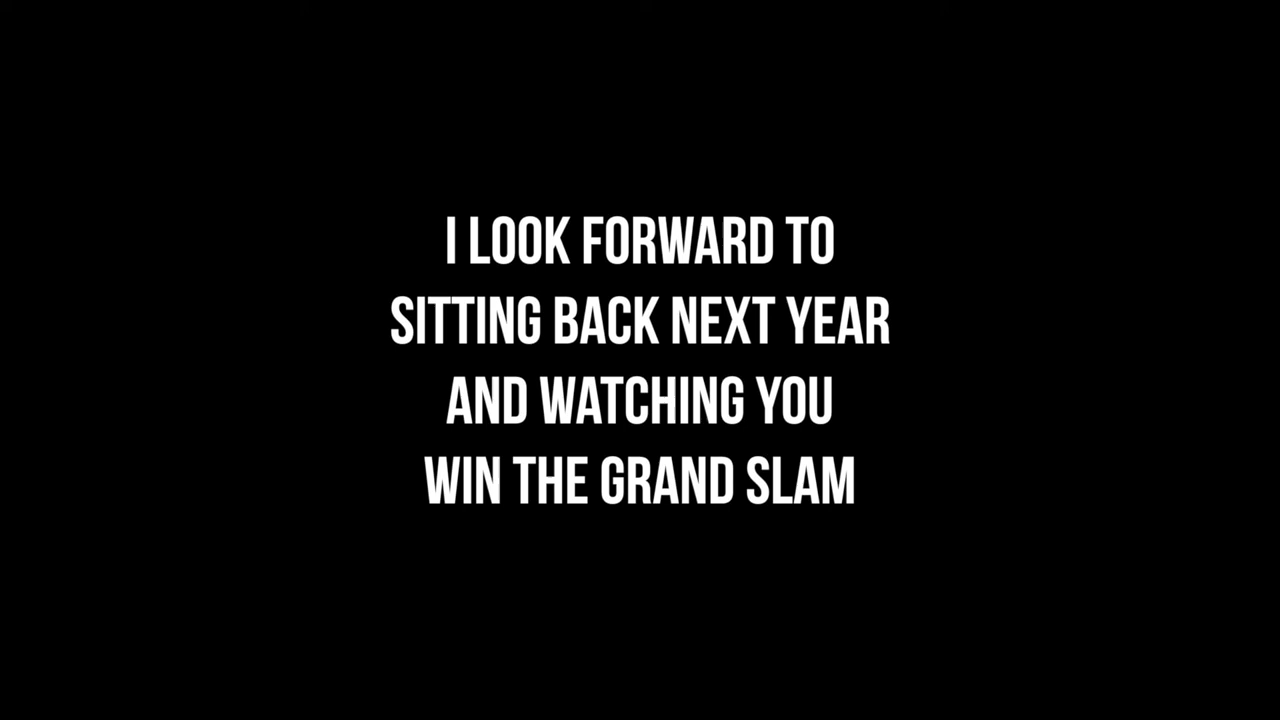 I LOOK FORWARD TO
SITTING BACK NEXT YEAR
AND WATCHING YOU
WIN THE GRAND SLAM